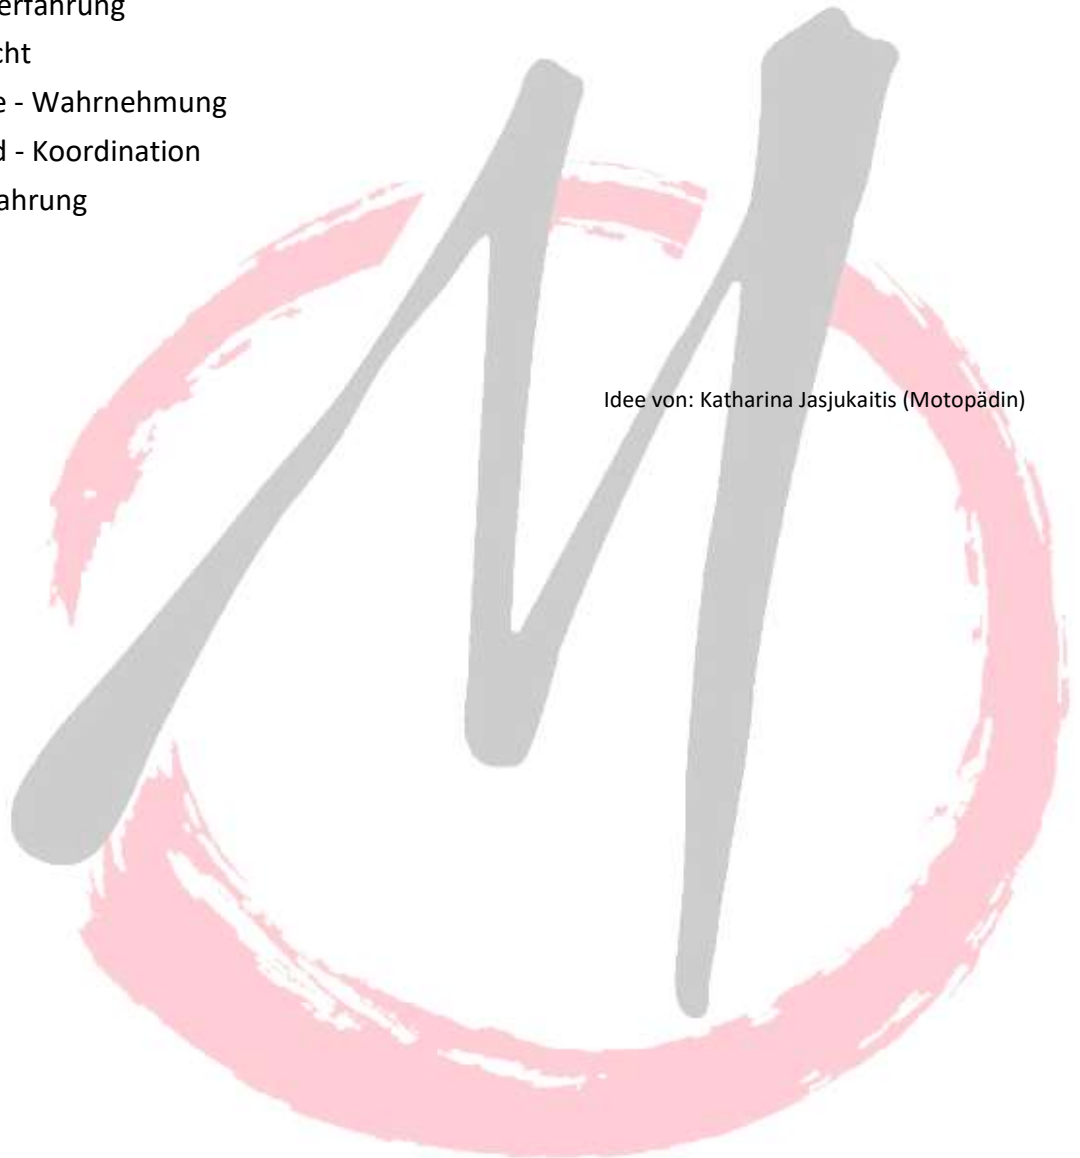 erfahrung
cht
e - Wahrnehmung
d - Koordination
ahrung
Idee von: Katharina Jasjukaitis (Motopädin)